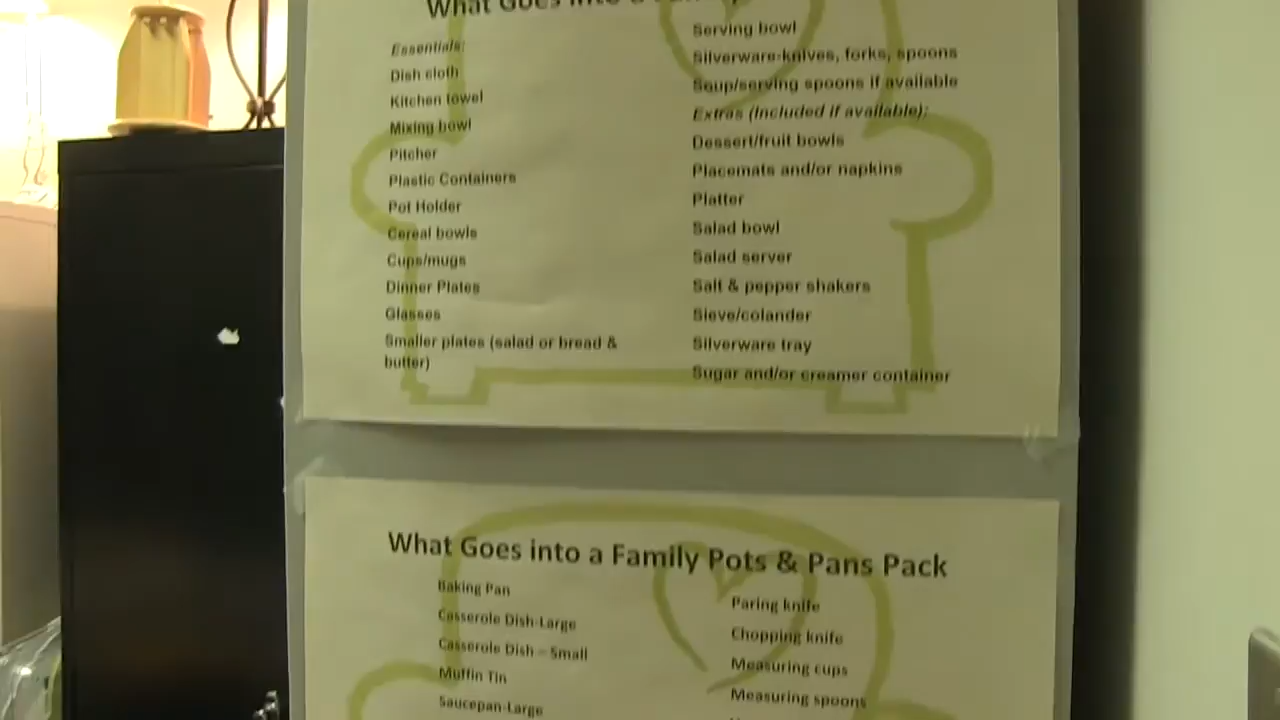 What Goes into a
Essentials:
Dish cloth
Kitchen towel
Mixing bowl
Pitcher
Plastic Containers
Pot Holder
Cereal bowls
Cups/mugs
Dinner Plates
Glasses
Smaller plates (salad or bread &
butter)
Serving bowl
Silverware-knives, forks, spoons
Soup/serving spoons if available
Extras (Included if available):
Dessert/fruit bowls
Placemats and/or napkins
Platter
Salad bowl
Salad server
Salt & pepper shakers
Sieve/colander
Silverware tray
Sugar and/or creamer container
What Goes into a Family Pots & Pans Pack
Baking Pan
Casserole Dish-Large
Casserole Dish – Small
Muffin Tin
Saucepan-Large
Paring knife
Chopping knife
Measuring cups
Measuring spoons